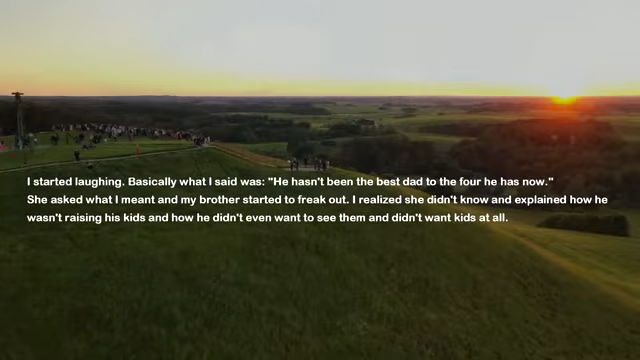 I started laughing. Basically what I said was: "He hasn't been the best dad to the four he has now."
She asked what I meant and my brother started to freak out. I realized she didn't know and explained how he
wasn't raising his kids and how he didn't even want to see them and didn't want kids at all.